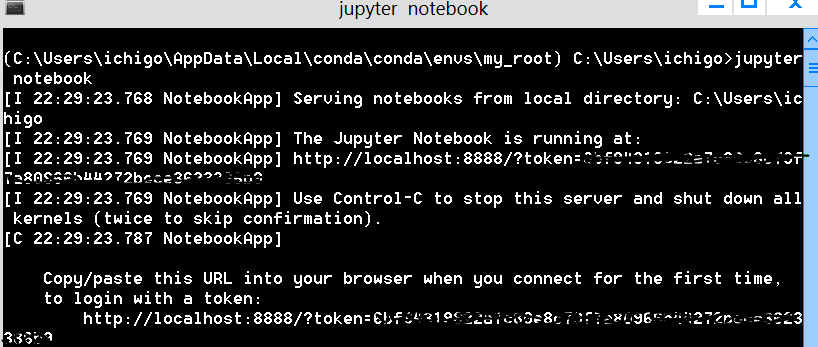 jupyter notebook
(C:\Users\ichigo\AppData\Local\conda\conda\envs\my_root) C:\Users\ichigo>jupyter
notebook
[I 22:29:23.768 NotebookApp] Serving notebooks from local directory: C:\Users\ic
higo
[I 22:29:23.769 NotebookApp] The Jupyter Notebook is running at:
[I 22:29:23.769 NotebookApp] http://localhost:8888/?token=
[I 22:29:23.769 NotebookApp] Use Control-C to stop this server and shut down all
kernels (twice to skip confirmation).
[C 22:29:23.787 NotebookApp]
Copy/paste this URL into your browser when you connect for the first time,
to login with a token:
http://localhost:8888/?token=